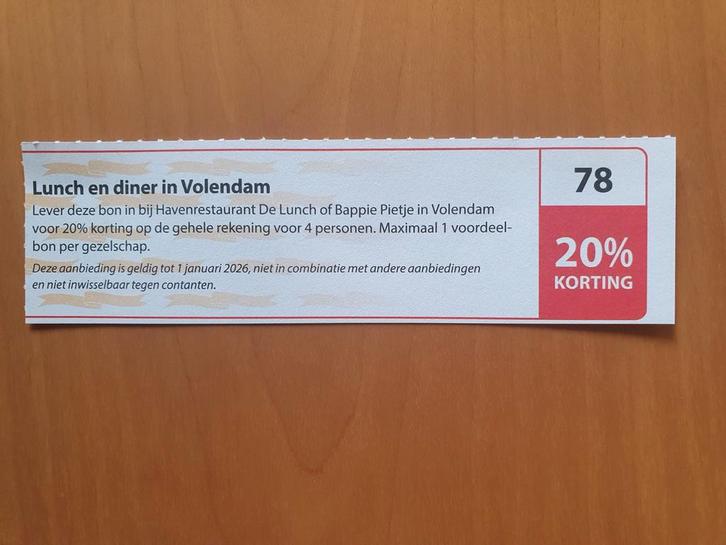 Lunch en diner in Volendam
Lever deze bon in bij Havenrestaurant De Lunch of Bappie Pietje in Volendam
voor 20% korting op de gehele rekening voor 4 personen. Maximaal 1 voordeel-
bon per gezelschap.
Deze aanbieding is geldig tot 1 januari 2026, niet in combinatie met andere aanbiedingen
en niet inwisselbaar tegen contanten.
78
20%
KORTING